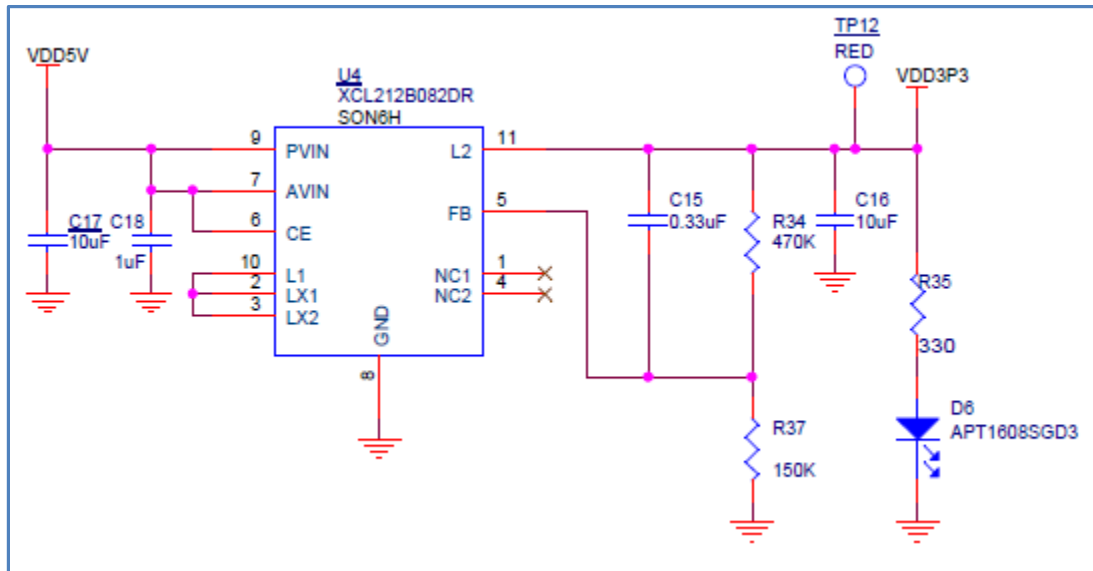 TP12
RED
VDD5V
VDD3P3
U4
XCL212B082DR
SON6H
9 PVIN L2 11
7 AVIN
FB 5
6 CE
C17 C18
10uF
1uF
10 L1 NC1 1
2 LX1 NC2 4
3 LX2
GND
8
C15
0.33uF
R34
470K
C16
10uF
R35
330
R37
150K
D6
APT1608SGD3